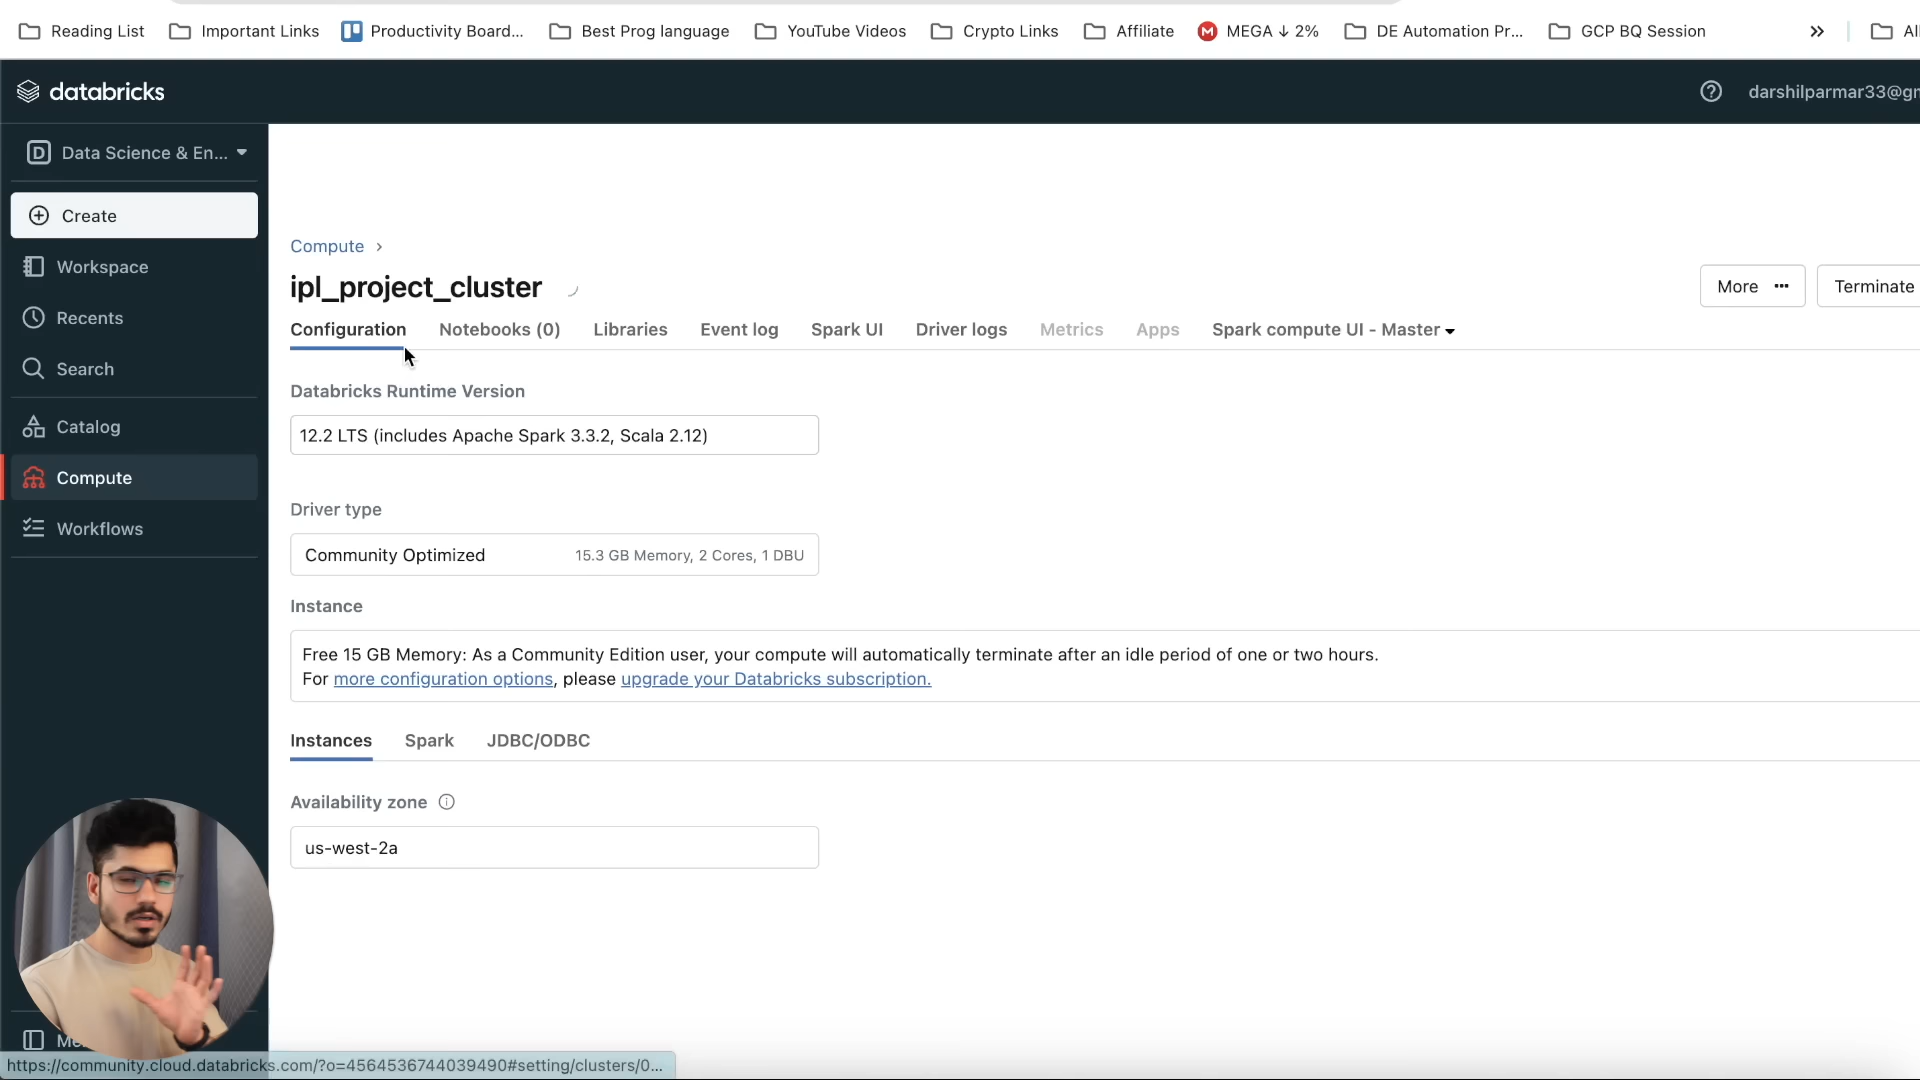 Reading List Important Links Productivity Board... Best Prog language YouTube Videos Crypto Links Affiliate MEGA ↓ 2% DE Automation Pr... GCP BQ Session
databricks darshilparmar33@gr
Data Science & En...
Create
Workspace
Recents
Search
Catalog
Compute
Workflows
Compute >
ipl_project_cluster
More ... Terminate
Configuration Notebooks (0) Libraries Event log Spark UI Driver logs Metrics Apps Spark compute UI - Master
Databricks Runtime Version
12.2 LTS (includes Apache Spark 3.3.2, Scala 2.12)
Driver type
Community Optimized 15.3 GB Memory, 2 Cores, 1 DBU
Instance
Free 15 GB Memory: As a Community Edition user, your compute will automatically terminate after an idle period of one or two hours.
For more configuration options, please upgrade your Databricks subscription.
Instances Spark JDBC/ODBC
Availability zone
us-west-2a
https://community.cloud.databricks.com/?o=4564536744039490#setting/clusters/0...